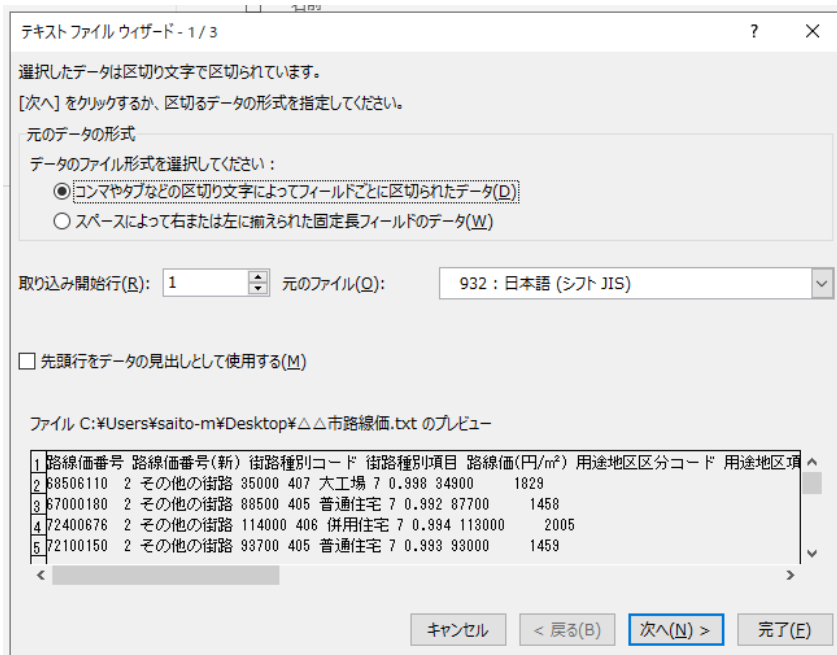 名前
テキスト ファイル ウィザード - 1 / 3
選択したデータは区切り文字で区切られています。
[次へ] をクリックするか、区切るデータの形式を指定してください。
元のデータの形式
データのファイル形式を選択してください：
コンマやタブなどの区切り文字によってフィールドごとに区切られたデータ(D)
スペースによって右または左に揃えられた固定長フィールドのデータ(W)
取り込み開始行(R): 1 元のファイル(O): 932 : 日本語 (シフト JIS)
先頭行をデータの見出しとして使用する(M)
ファイル C:¥Users¥saito-m¥Desktop¥△△市路線価.txt のプレビュー
1 路線価番号 路線価番号(新) 街路種別コード 街路種別項目 路線価(円/㎡) 用途地区区分コード 用途地区項
2 68506110 2 その他の街路 35000 407 大工場 7 0.998 34900 1829
3 67000180 2 その他の街路 88500 405 普通住宅 7 0.992 87700 1458
4 72400676 2 その他の街路 114000 406 併用住宅 7 0.994 113000 2005
5 72100150 2 その他の街路 93700 405 普通住宅 7 0.993 93000 1459
キャンセル < 戻る(B) 次へ(N) > 完了(F)